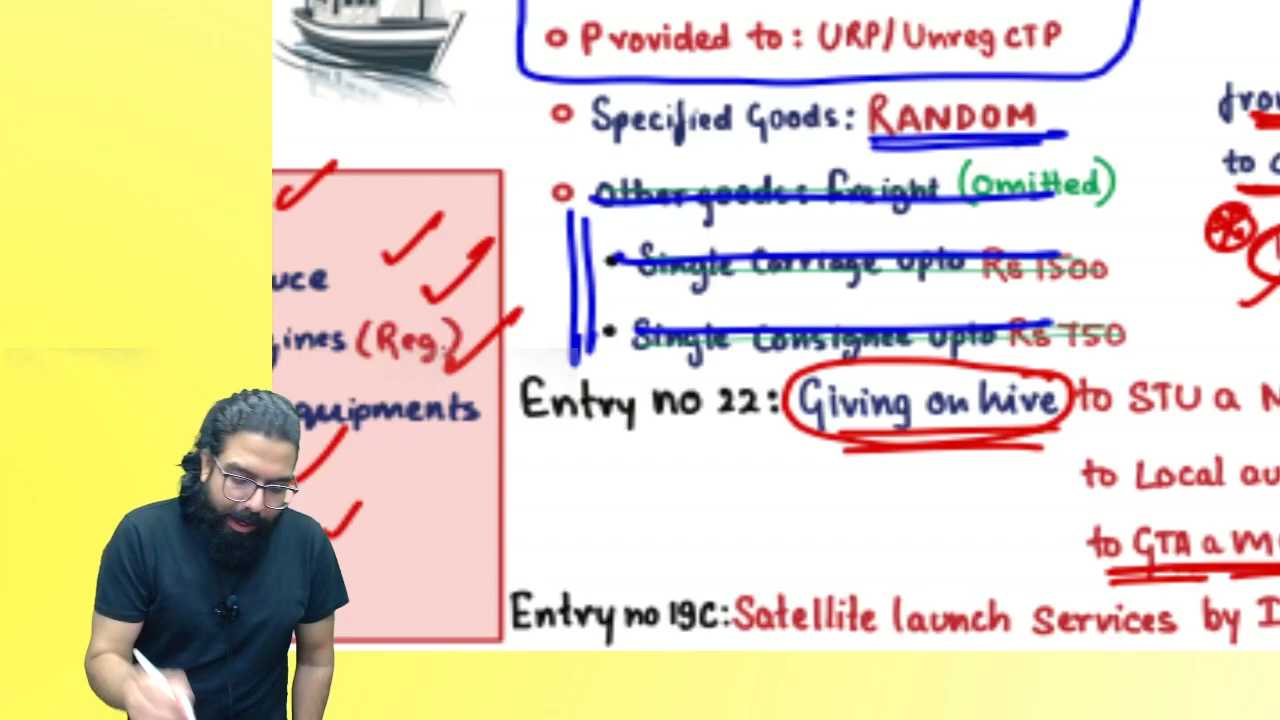 o Provided to: URP/Unreg CTP
o Specified Goods: RANDOM
o Other goods: freight (omitted)
• Single carriage upto Rs 1500
• Single consignee upto Rs 750
uce
ines (Reg.)
quipments
Entry no 22: Giving on hire to STU a
to Local au
to GTA a m
Entry no 19C: Satellite launch services by I
to